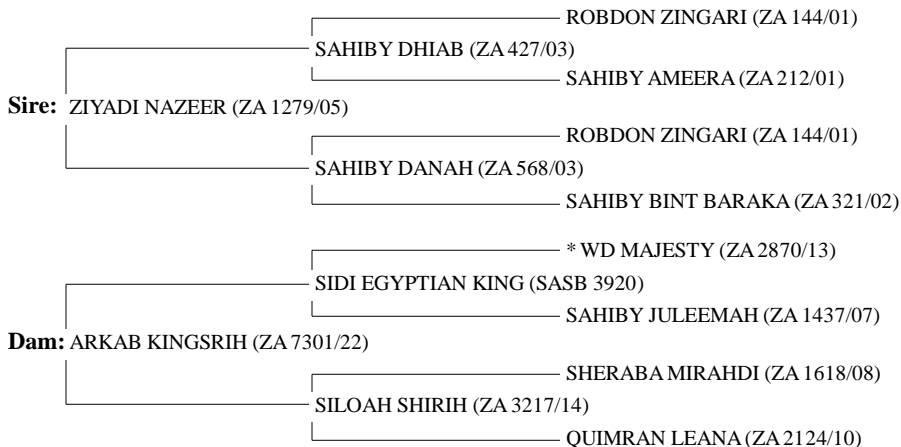 ROBDON ZINGARI (ZA 144/01)
SAHIBY DHIAB (ZA 427/03)
SAHIBY AMEERA (ZA 212/01)
Sire: ZIYADI NAZEER (ZA 1279/05)
ROBDON ZINGARI (ZA 144/01)
SAHIBY DANAH (ZA 568/03)
SAHIBY BINT BARAKA (ZA 321/02)
* WD MAJESTY (ZA 2870/13)
SIDI EGYPTIAN KING (SASB 3920)
SAHIBY JULEEMAH (ZA 1437/07)
Dam: ARKAB KINGSRIH (ZA 7301/22)
SHERABA MIRAHDI (ZA 1618/08)
SILOAH SHIRIH (ZA 3217/14)
QUIMRAN LEANA (ZA 2124/10)